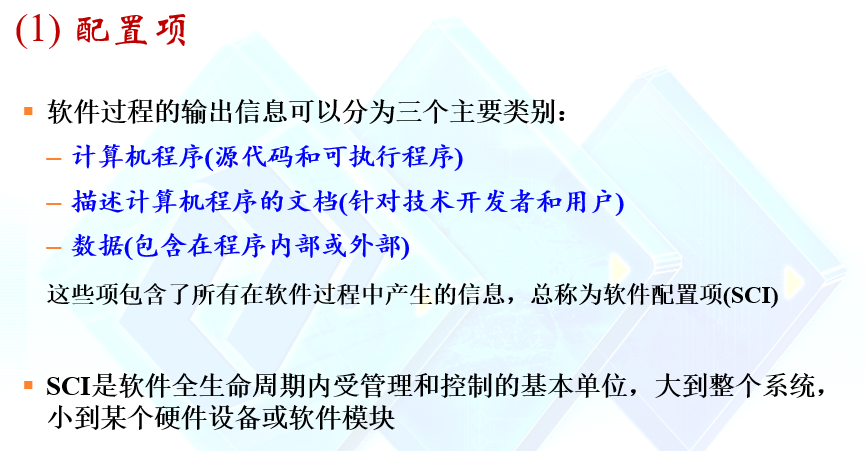 (1) 配置项
▪ 软件过程的输出信息可以分为三个主要类别：
– 计算机程序(源代码和可执行程序)
– 描述计算机程序的文档(针对技术开发者和用户)
– 数据(包含在程序内部或外部)
这些项包含了所有在软件过程中产生的信息，总称为软件配置项(SCI)
▪ SCI是软件全生命周期内受管理和控制的基本单位，大到整个系统，
小到某个硬件设备或软件模块